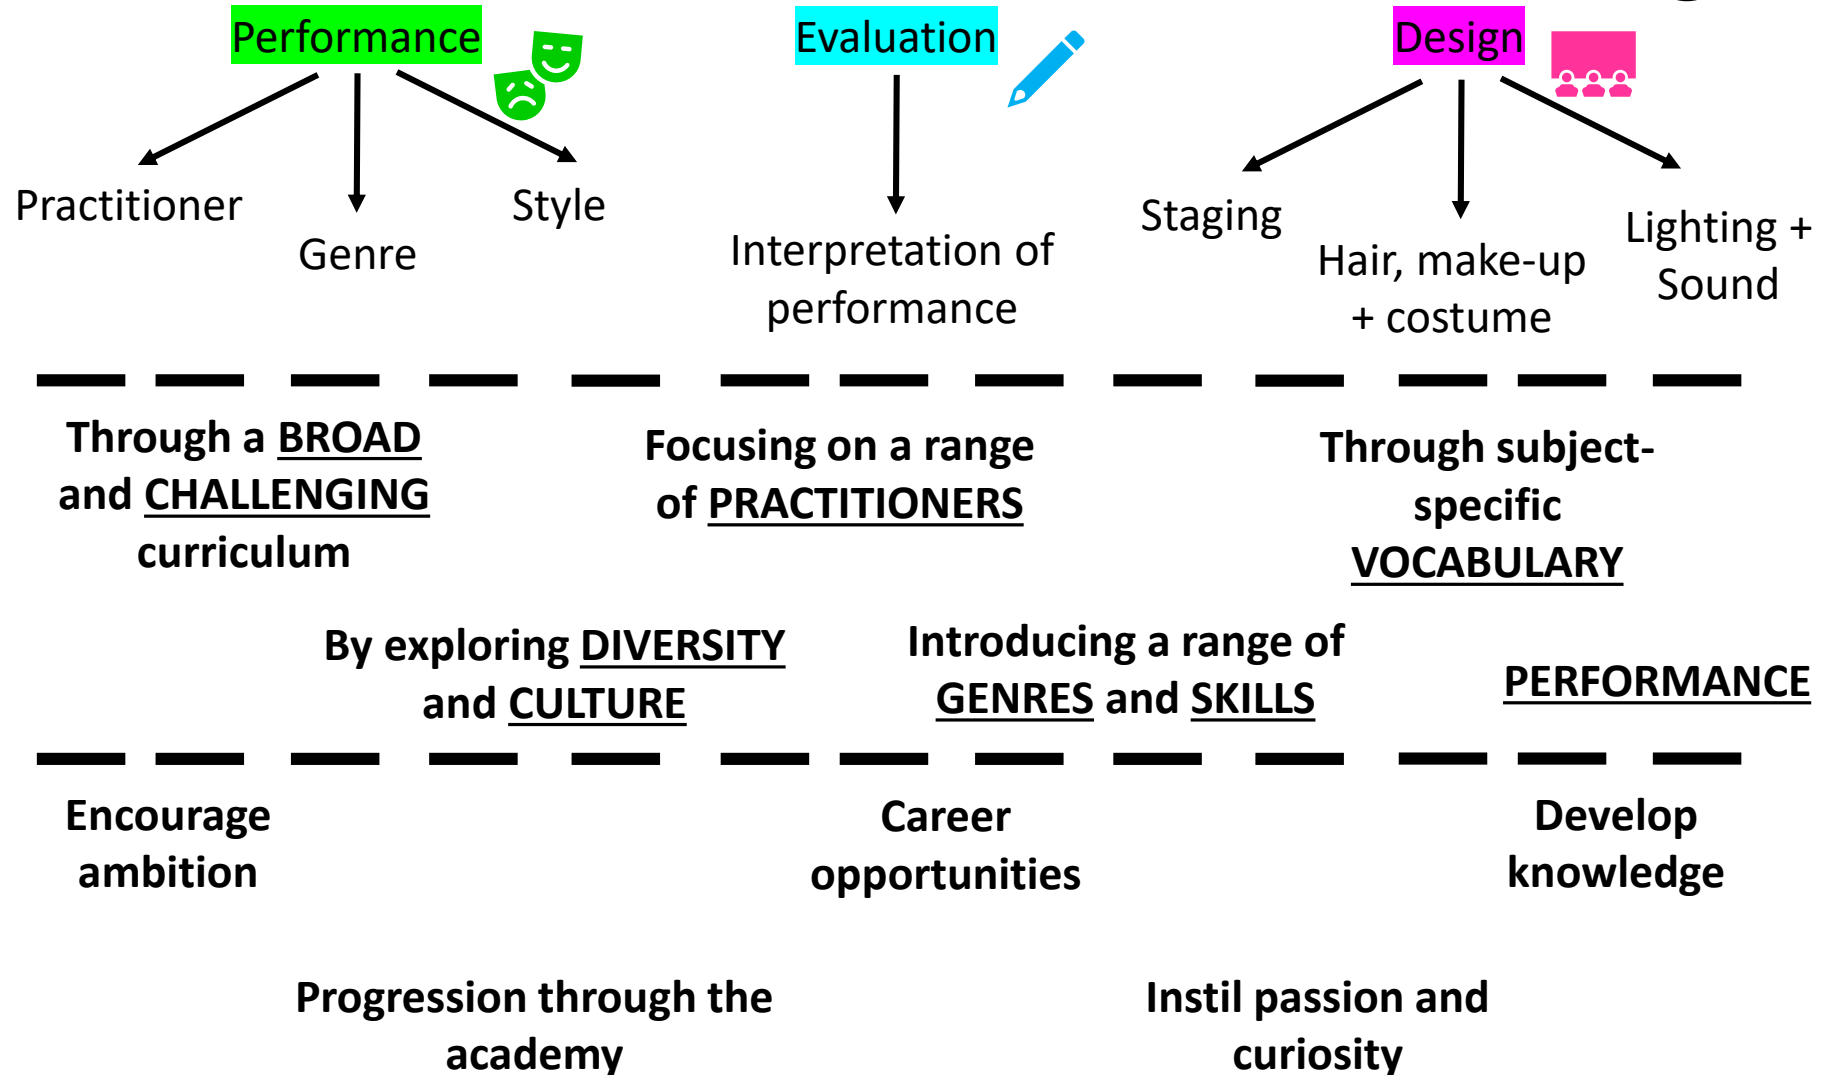 Performance
Evaluation
Design
Practitioner
Genre
Style
Interpretation of
performance
Staging
Hair, make-up
+ costume
Lighting +
Sound
Through a BROAD
and CHALLENGING
curriculum
Focusing on a range
of PRACTITIONERS
Through subject-
specific
VOCABULARY
By exploring DIVERSITY
and CULTURE
Introducing a range of
GENRES and SKILLS
PERFORMANCE
Encourage
ambition
Career
opportunities
Develop
knowledge
Progression through the
academy
Instil passion and
curiosity